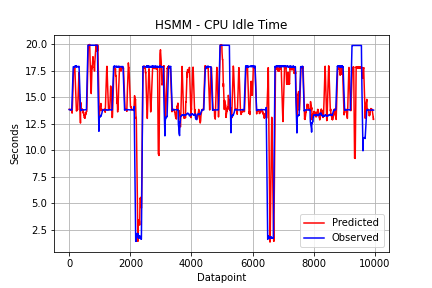 HSMM - CPU Idle Time
20.0
17.5
15.0
12.5
10.0
7.5
5.0
2.5
Seconds
Predicted
Observed
0 2000 4000 6000 8000 10000
Datapoint